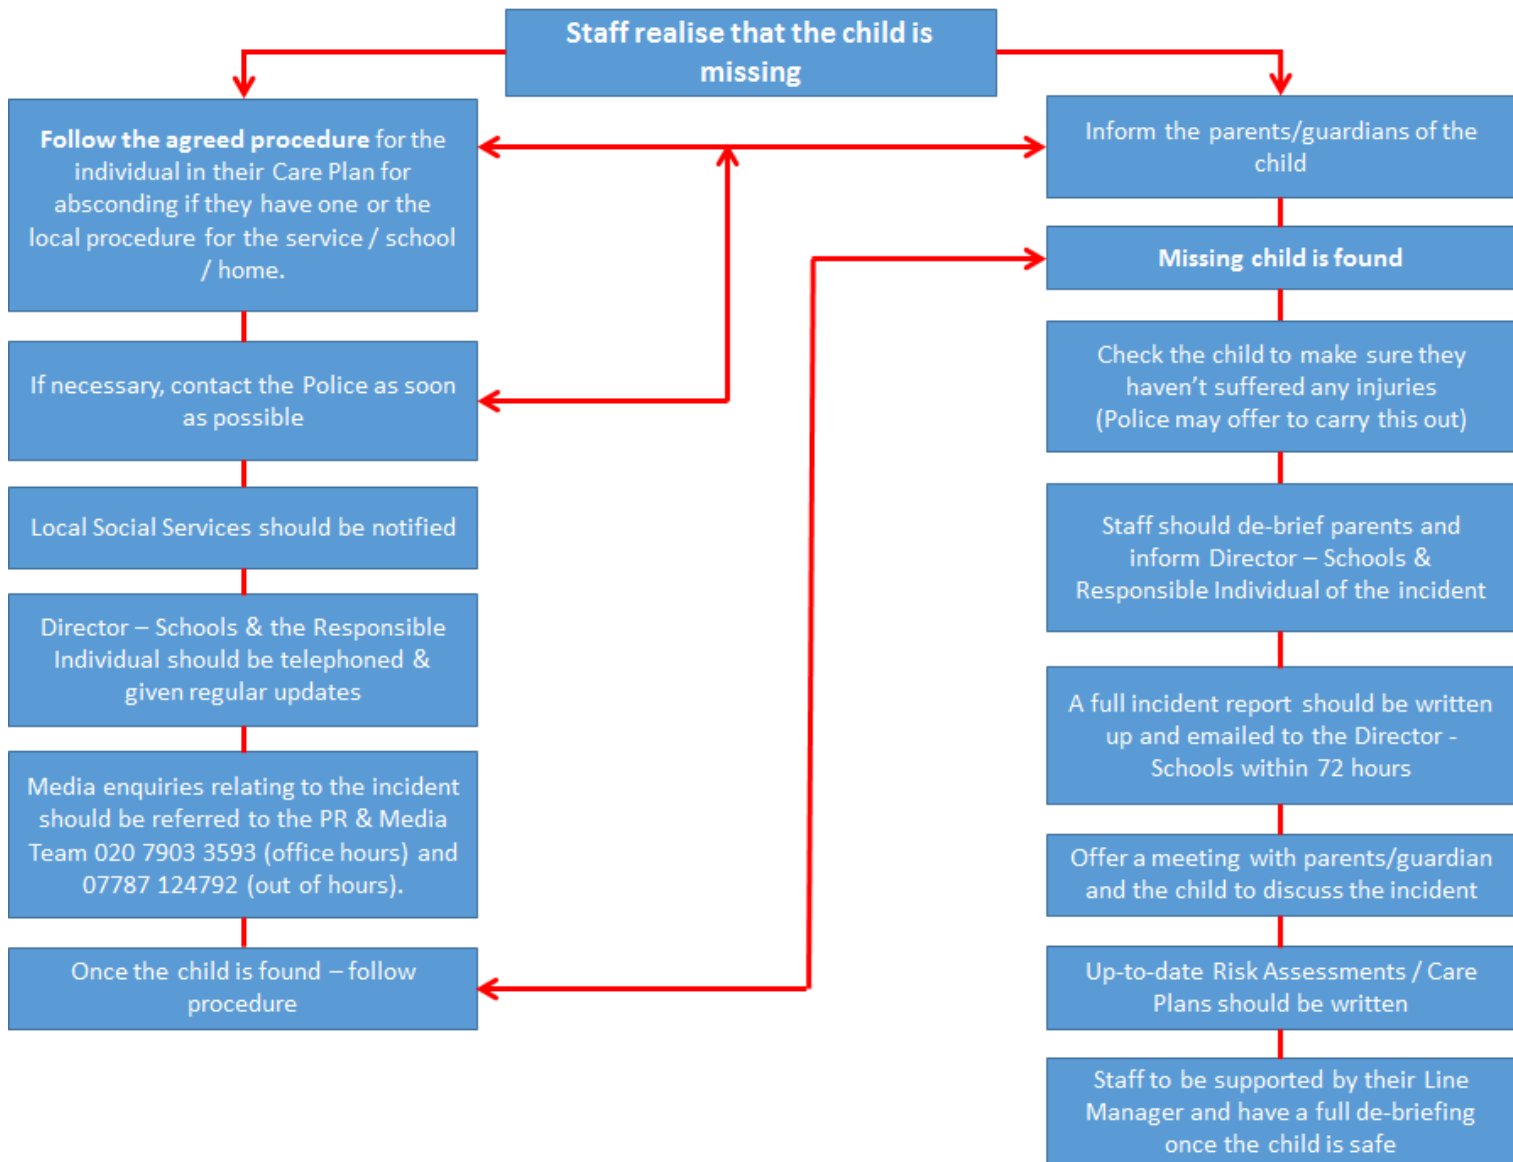 Staff realise that the child is
missing
Follow the agreed procedure for the
individual in their Care Plan for
absconding if they have one or the
local procedure for the service / school
/ home.
If necessary, contact the Police as soon
as possible
Local Social Services should be notified
Director – Schools & the Responsible
Individual should be telephoned &
given regular updates
Media enquiries relating to the incident
should be referred to the PR & Media
Team 020 7903 3593 (office hours) and
07787 124792 (out of hours).
Once the child is found – follow
procedure
Inform the parents/guardians of the
child
Missing child is found
Check the child to make sure they
haven't suffered any injuries
(Police may offer to carry this out)
Staff should de-brief parents and
inform Director – Schools &
Responsible Individual of the incident
A full incident report should be written
up and emailed to the Director -
Schools within 72 hours
Offer a meeting with parents/guardian
and the child to discuss the incident
Up-to-date Risk Assessments / Care
Plans should be written
Staff to be supported by their Line
Manager and have a full de-briefing
once the child is safe